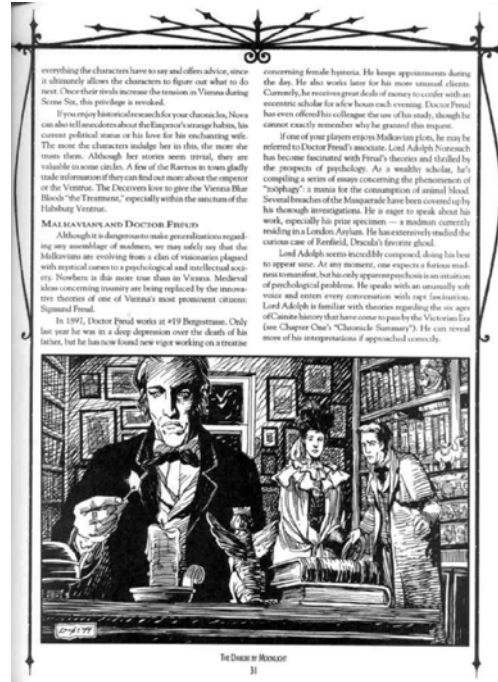 everything the characters have to say and offers advice, since
it ultimately allows the characters to figure out what to do
next. Once their rivals increase the tension in Vienna during
Scene Six, this privilege is revoked.
If you enjoy historical research for your chronicles, Nova
can also tell anecdotes about the Emperor's strange habits, his
current political status or his love for his enchanting wife.
The more the characters indulge her in this, the more she
trusts them. Although her stories seem trivial, they are
valuable in some circles. A few of the Ravnos in town gladly
trade information if they can find out more about the emperor
or the Ventrue. The Deceivers love to give the Vienna Blue
Bloods "the Treatment," especially within the sanctum of the
Habsburg Ventrue.
MALKAVIANS AND DOCTOR FREUD
Although it is dangerous to make generalizations regard-
ing any assemblage of madmen, we may safely say that the
Malkavians are evolving from a clan of visionaries plagued
with mystical curses to a psychological and intellectual soci-
ety. Nowhere is this more true than in Vienna. Medieval
ideas concerning insanity are being replaced by the innova-
tive theories of one of Vienna's most prominent citizens:
Sigmund Freud.
In 1897, Doctor Freud works at #19 Bergestrasse. Only
last year he was in a deep depression over the death of his
father, but he has now found new vigor working on a treatise
concerning female hysteria. He keeps appointments during
the day. He also works later for his more unusual clients.
Currently, he receives great deals of money to confer with an
eccentric scholar for a few hours each evening. Doctor Freud
has even offered his colleague the use of his study, though he
cannot exactly remember why he granted this request.
If one of your players enjoys Malkavian plots, he may be
referred to Doctor Freud's associate. Lord Adolph Nonesuch
has become fascinated with Freud's theories and thrilled by
the prospects of psychology. As a wealthy scholar, he's
compiling a series of essays concerning the phenomenon of
"zoophagy": a mania for the consumption of animal blood.
Several breaches of the Masquerade have been covered up by
his thorough investigations. He is eager to speak about his
work, especially his prize specimen — a madman currently
residing in a London Asylum. He has extensively studied the
curious case of Renfield, Dracula's favorite ghoul.
Lord Adolph seems incredibly composed, doing his best
to appear sane. At any moment, one expects a furious mad-
ness to manifest, but his only apparent psychosis is an intuition
of psychological problems. He speaks with an unusually soft
voice and enters every conversation with rapt fascination.
Lord Adolph is familiar with theories regarding the six ages
of Cainite history that have come to pass by the Victorian Era
(see Chapter One's "Chronicle Summary"). He can reveal
more of his interpretations if approached correctly.
THE DANUBE BY MOONLIGHT
31